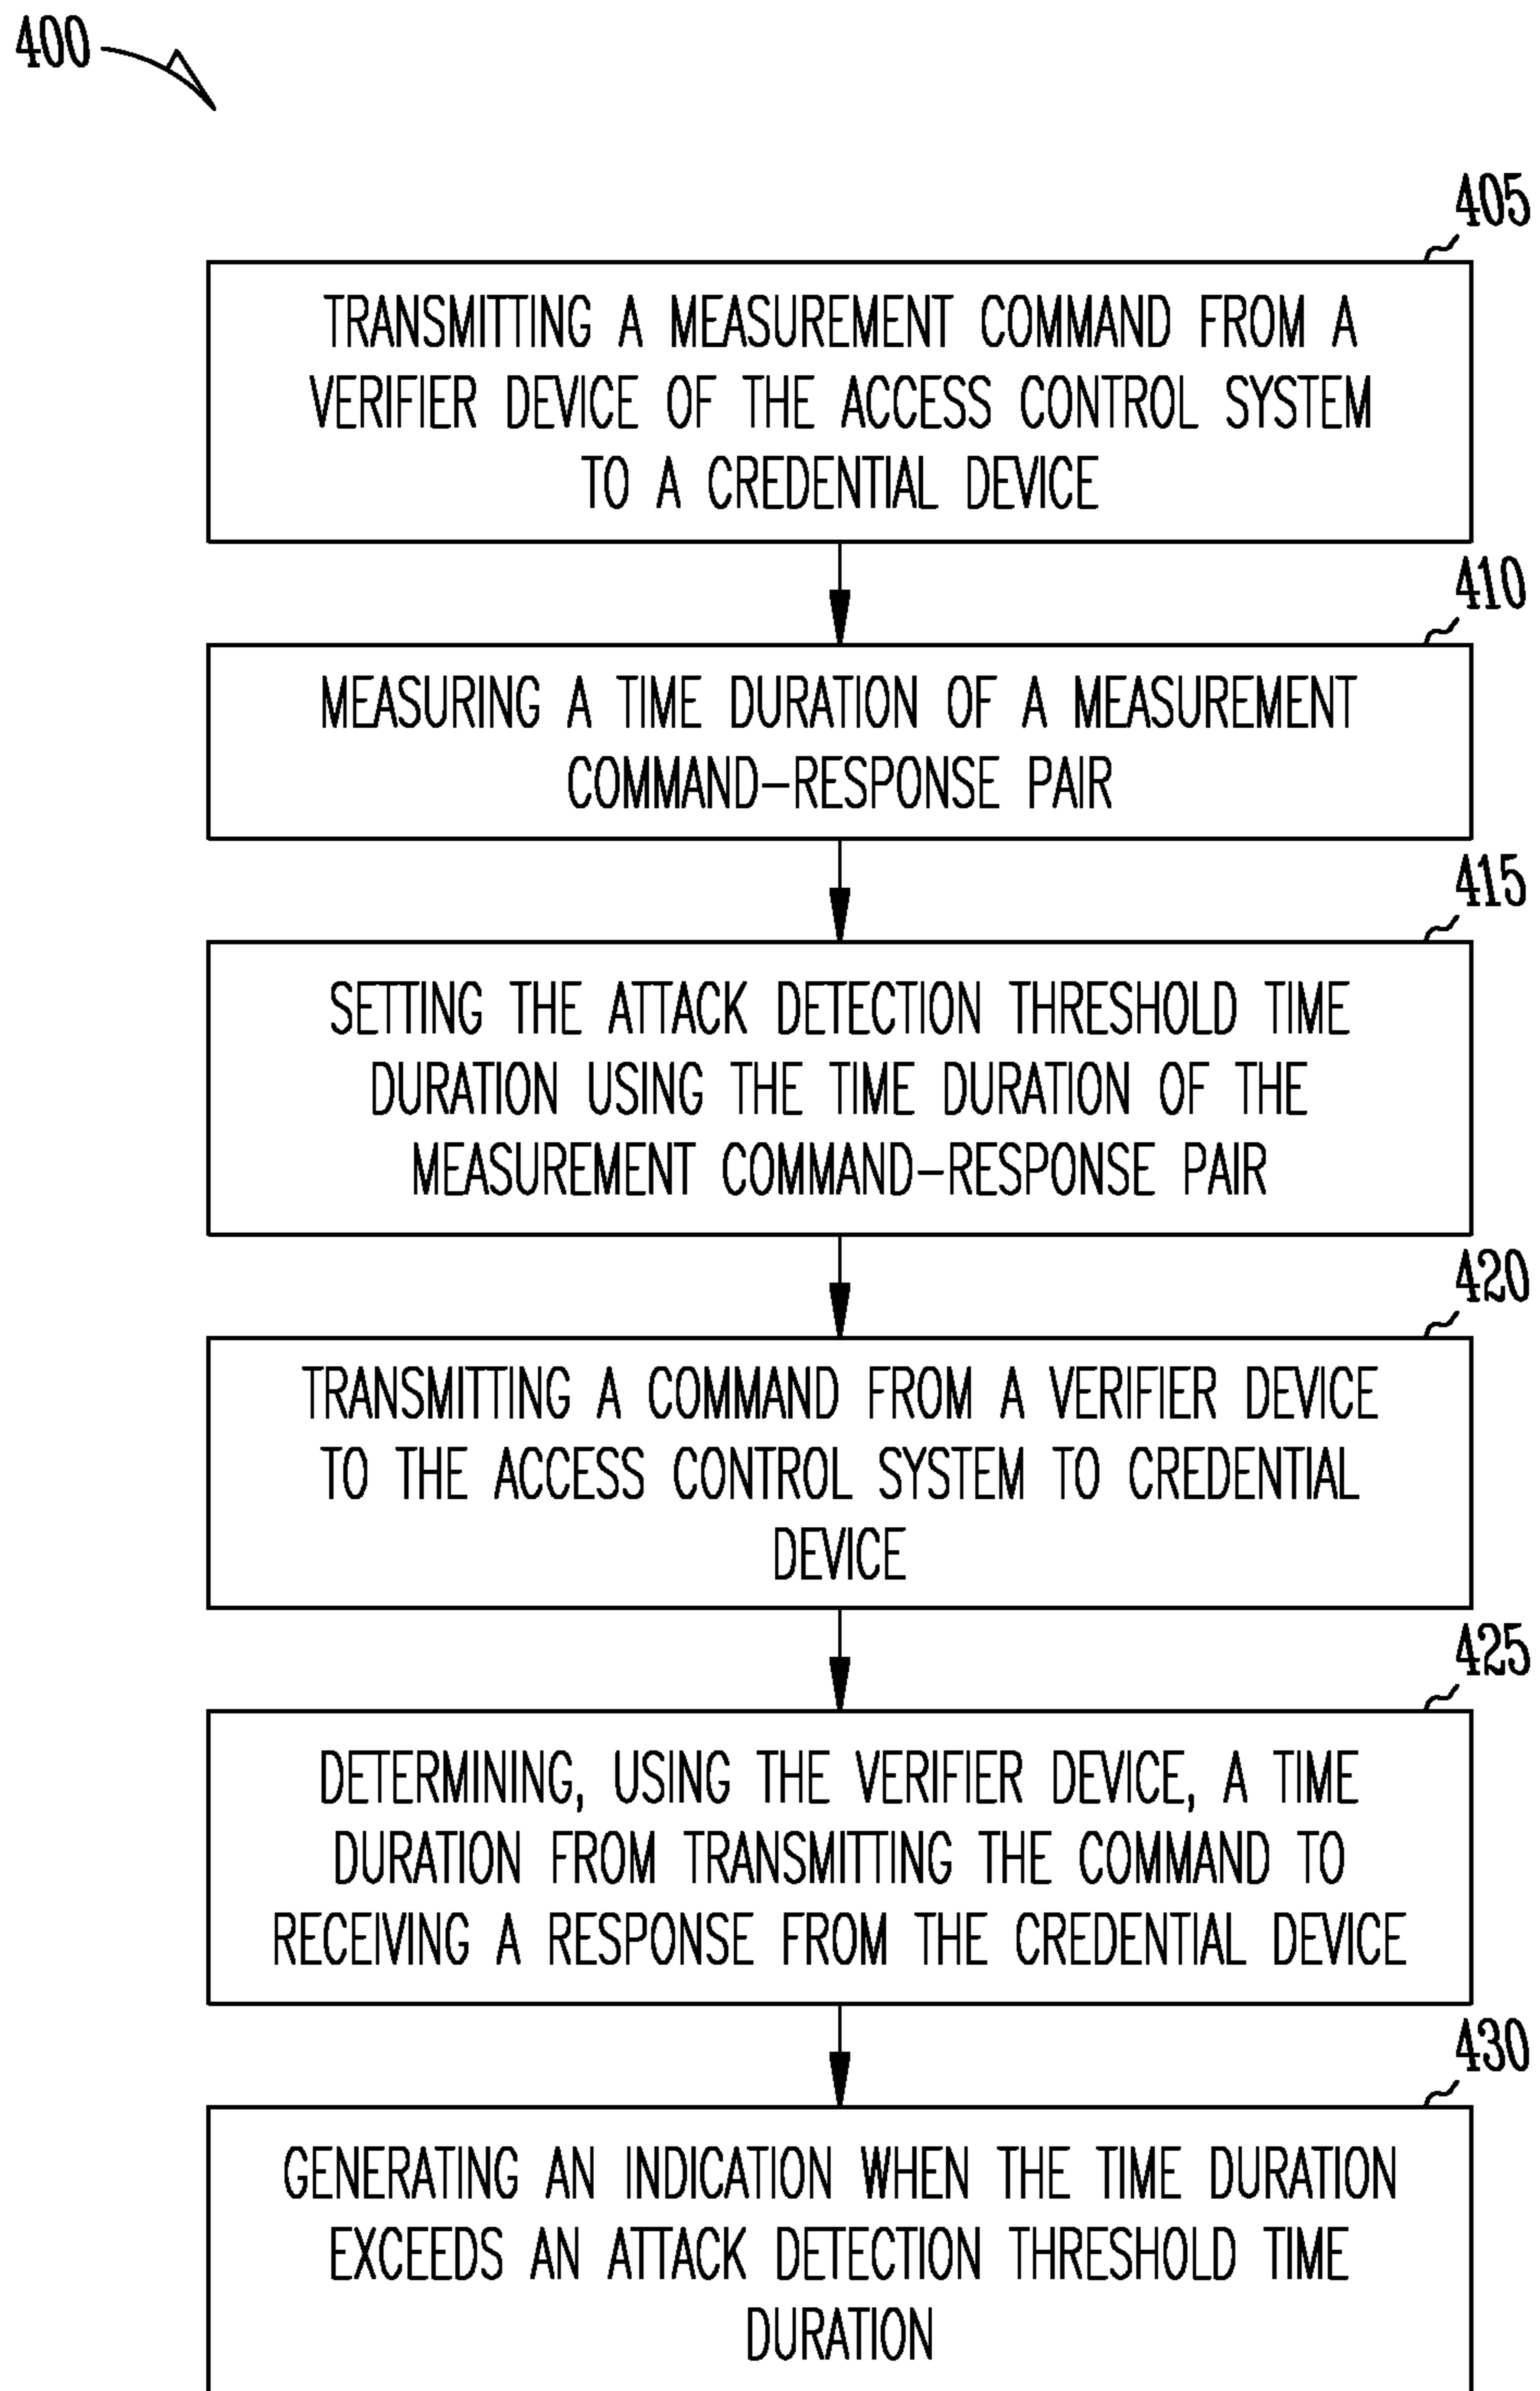 400
405
TRANSMITTING A MEASUREMENT COMMAND FROM A
VERIFIER DEVICE OF THE ACCESS CONTROL SYSTEM
TO A CREDENTIAL DEVICE
410
MEASURING A TIME DURATION OF A MEASUREMENT
COMMAND-RESPONSE PAIR
415
SETTING THE ATTACK DETECTION THRESHOLD TIME
DURATION USING THE TIME DURATION OF THE
MEASUREMENT COMMAND-RESPONSE PAIR
420
TRANSMITTING A COMMAND FROM A VERIFIER DEVICE
TO THE ACCESS CONTROL SYSTEM TO CREDENTIAL
DEVICE
425
DETERMINING, USING THE VERIFIER DEVICE, A TIME
DURATION FROM TRANSMITTING THE COMMAND TO
RECEIVING A RESPONSE FROM THE CREDENTIAL DEVICE
430
GENERATING AN INDICATION WHEN THE TIME DURATION
EXCEEDS AN ATTACK DETECTION THRESHOLD TIME
DURATION